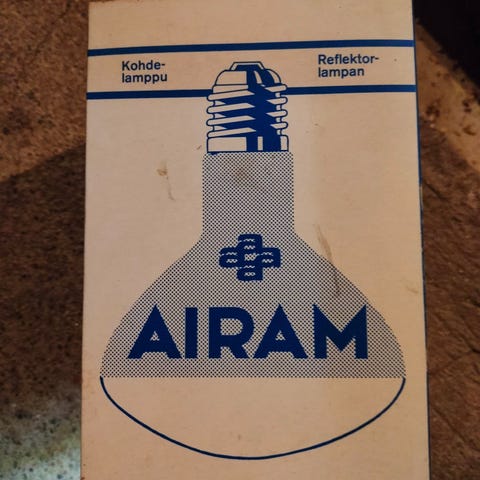 Kohde-
lamppu
Reflektor-
lampan
AIRAM